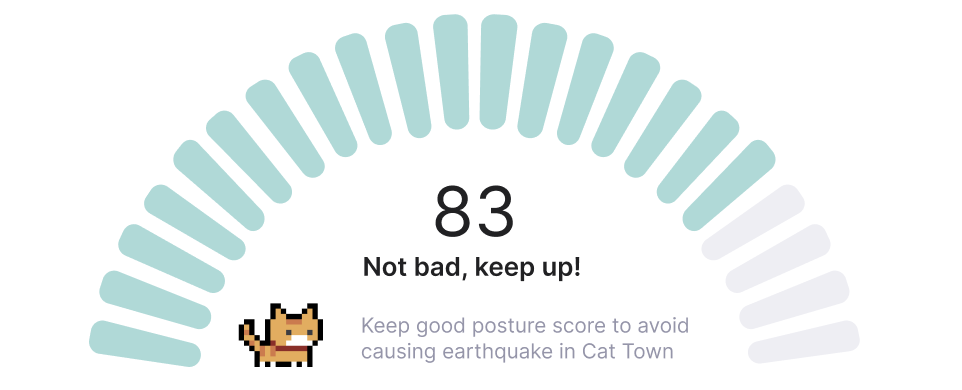 83
Not bad, keep up!
Keep good posture score to avoid
causing earthquake in Cat Town